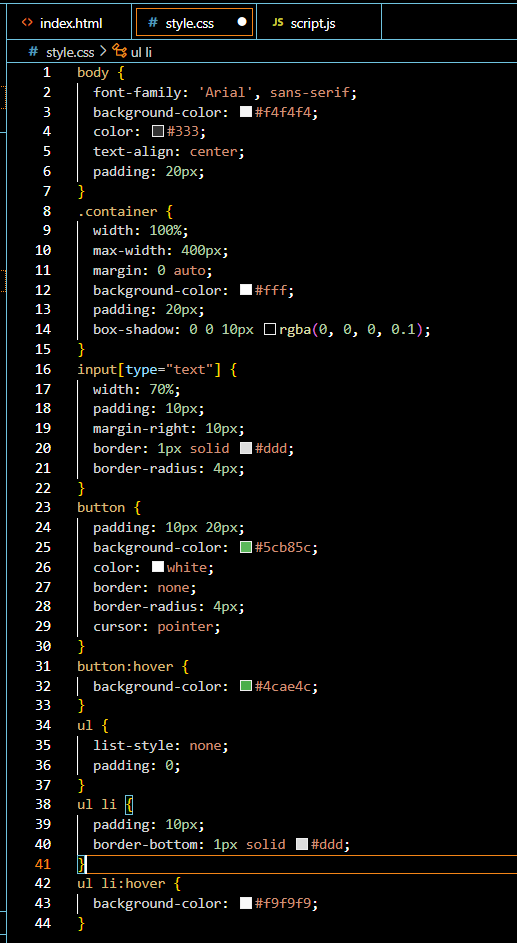 index.html
# style.css
JS script.js
# style.css > ul li
1 body {
2 font-family: 'Arial', sans-serif;
3 background-color: #f4f4f4;
4 color: #333;
5 text-align: center;
6 padding: 20px;
7 }
8 .container {
9 width: 100%;
10 max-width: 400px;
11 margin: 0 auto;
12 background-color: #fff;
13 padding: 20px;
14 box-shadow: 0 0 10px rgba(0, 0, 0, 0.1);
15 }
16 input[type="text"] {
17 width: 70%;
18 padding: 10px;
19 margin-right: 10px;
20 border: 1px solid #ddd;
21 border-radius: 4px;
22 }
23 button {
24 padding: 10px 20px;
25 background-color: #5cb85c;
26 color: white;
27 border: none;
28 border-radius: 4px;
29 cursor: pointer;
30 }
31 button:hover {
32 background-color: #4cae4c;
33 }
34 ul {
35 list-style: none;
36 padding: 0;
37 }
38 ul li {
39 padding: 10px;
40 border-bottom: 1px solid #ddd;
41 }
42 ul li:hover {
43 background-color: #f9f9f9;
44 }